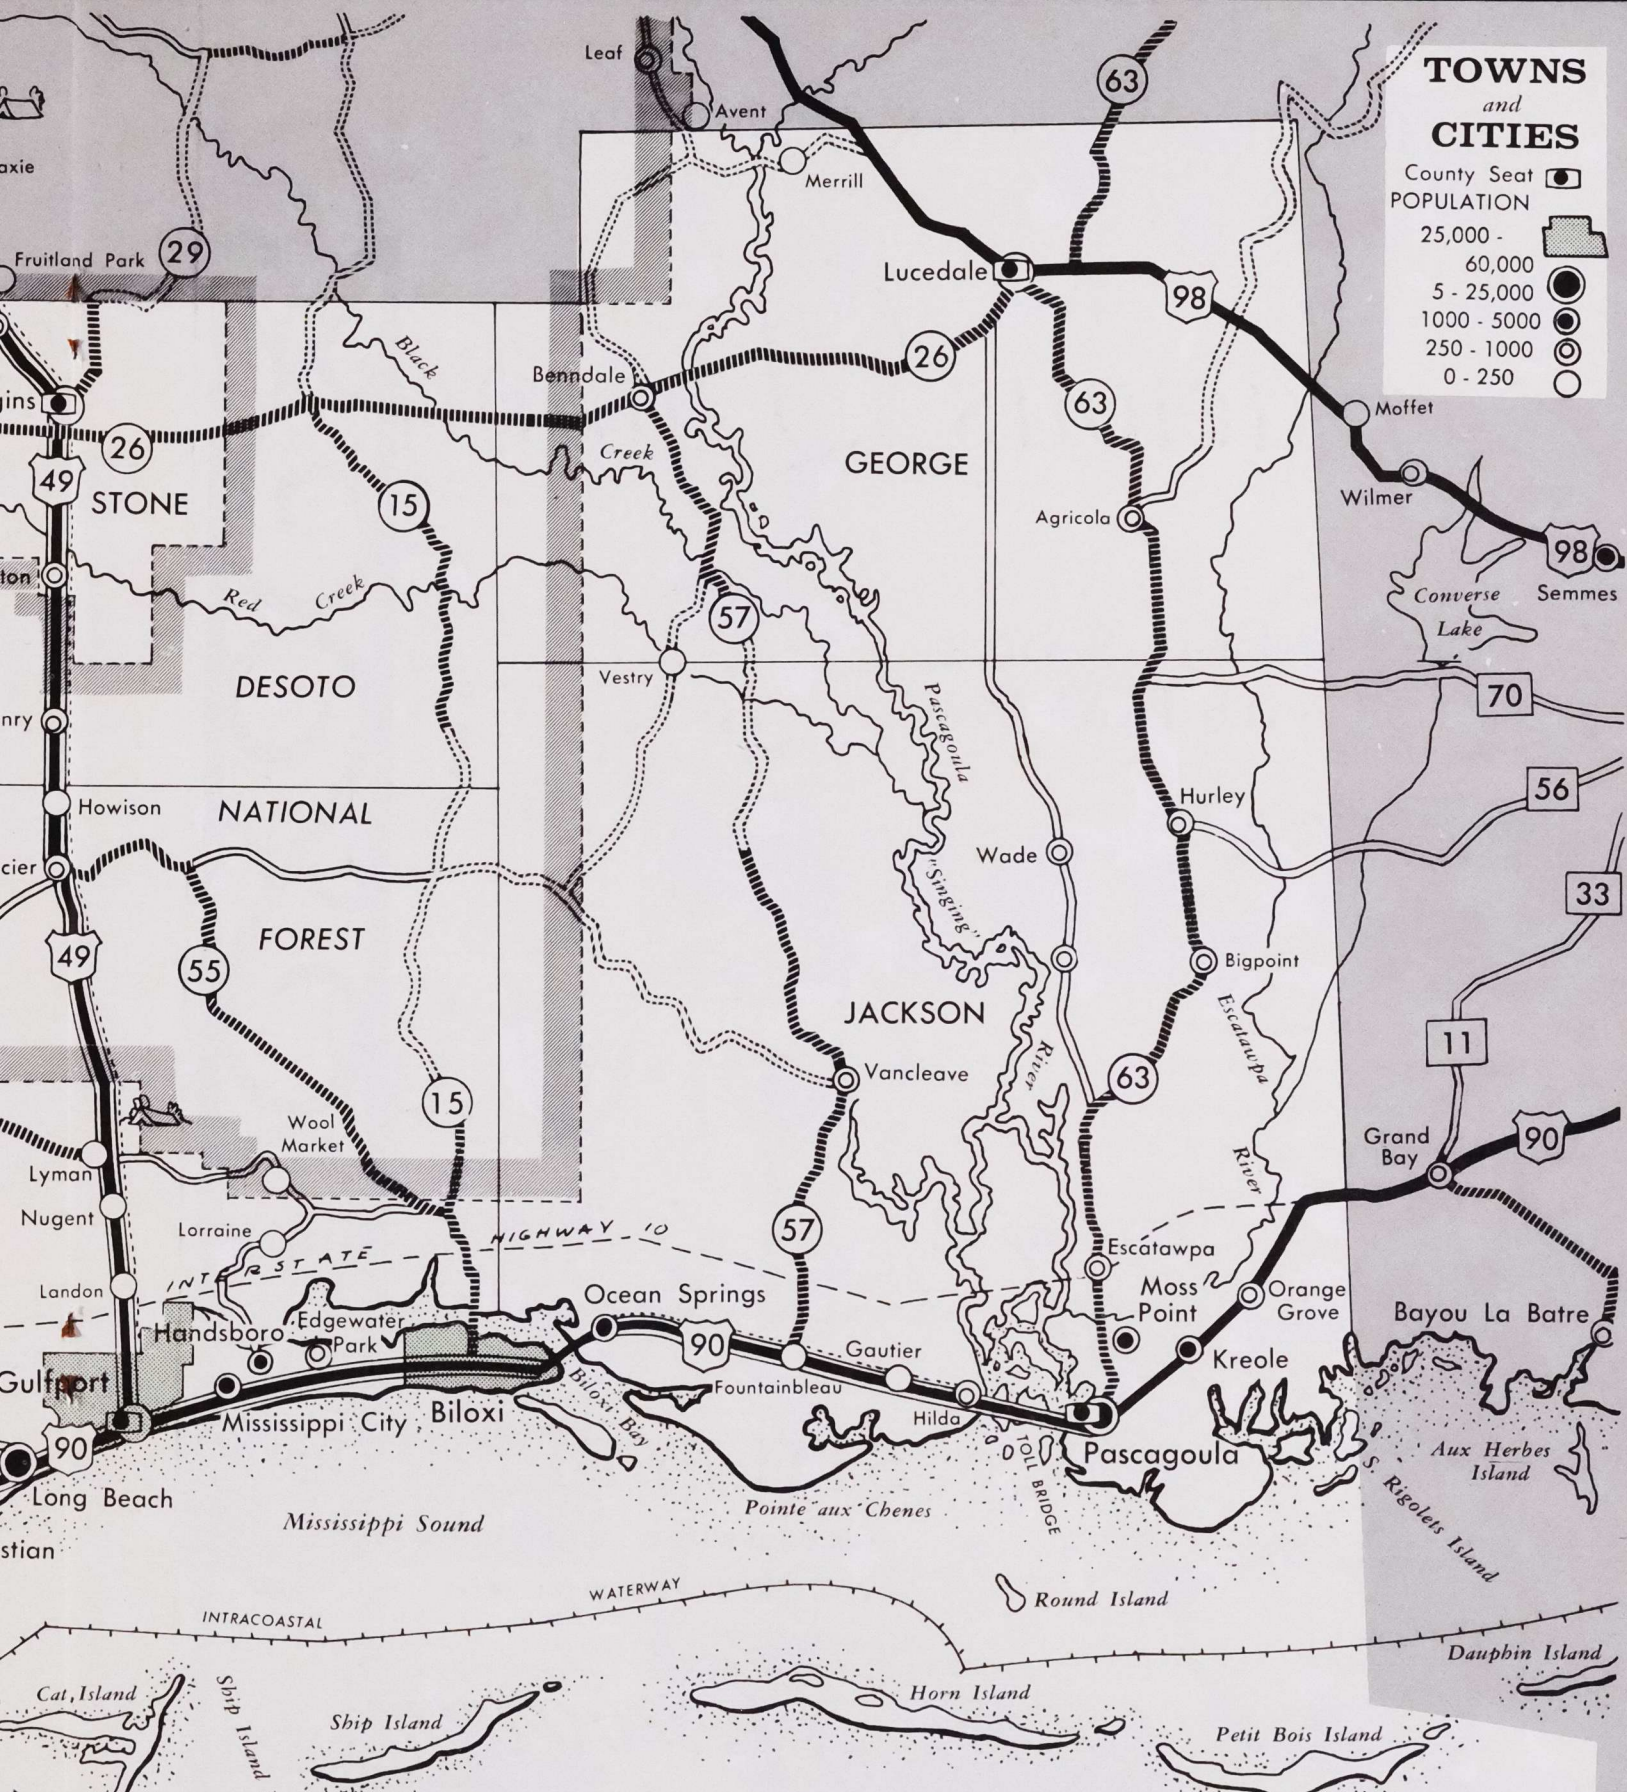 TOWNS
and
CITIES
County Seat
POPULATION
25,000 -
60,000
5 - 25,000
1000 - 5000
250 - 1000
0 - 250
Leaf
63
Avent
axie
Merrill
29
Fruitland Park
Lucedale
98
Black
26
Benndale
63
gins
Moffet
26
Creek
GEORGE
49
STONE
15
Wilmer
Agricola
98
ton
Red Creek
57
Converse
Lake
Semmes
DESOTO
Vestry
70
nry
Pascagoula
Howison
NATIONAL
Hurley
56
cier
Wade
"Singing"
33
49
FOREST
55
Bigpoint
JACKSON
Escatawpa
11
River
Vancleave
63
15
Wool
Market
Grand
Bay
90
Lyman
River
Nugent
Lorraine
57
INTERSTATE HIGHWAY 10
Escatawpa
Landon
Ocean Springs
Moss
Point
Orange
Grove
Bayou La Batre
Handsboro
Edgewater
Park
90
Gautier
Kreole
Gulfport
Fountainbleau
Hilda
Mississippi City
Biloxi
Biloxi Bay
90
TOLL BRIDGE
Pascagoula
Aux Herbes
Island
Long Beach
Pointe aux Chenes
S. Rigolets Island
Mississippi Sound
stian
WATERWAY
INTRACOASTAL
Round Island
Dauphin Island
Cat Island
Ship Island
Ship Island
Horn Island
Petit Bois Island